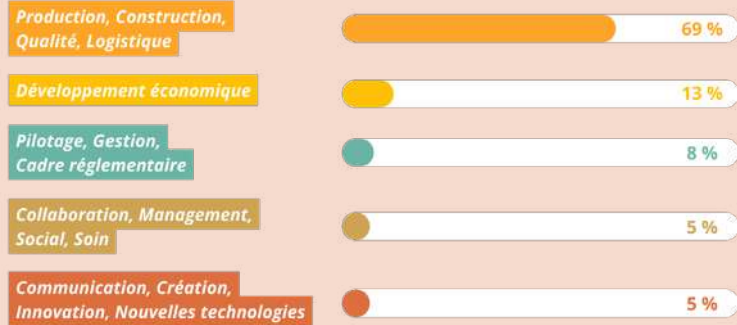 Production, Construction,
Qualité, Logistique
69 %
Développement économique
13 %
Pilotage, Gestion,
Cadre réglementaire
8 %
Collaboration, Management,
Social, Soin
5 %
Communication, Création,
Innovation, Nouvelles technologies
5 %